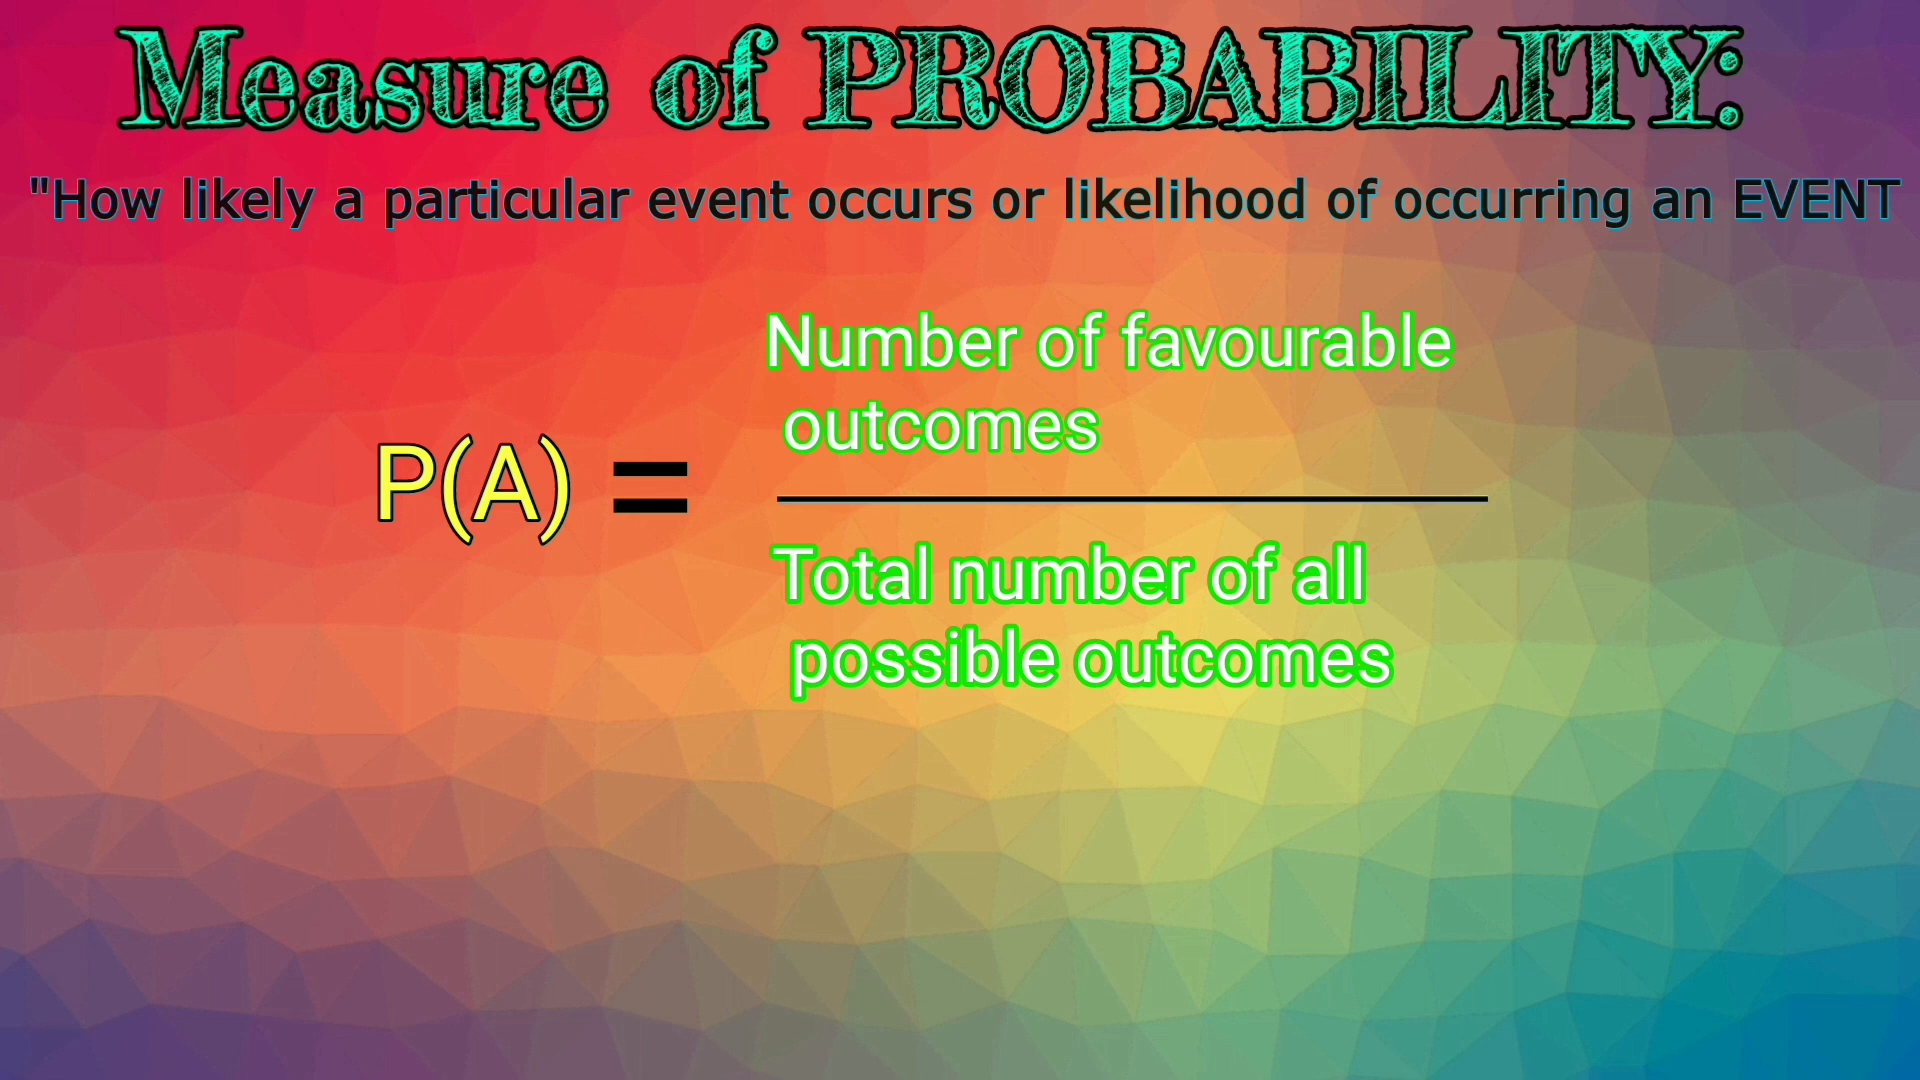 Measure of PROBABILITY:
"How likely a particular event occurs or likelihood of occurring an EVENT
Number of favourable
outcomes
P(A) =
Total number of all
possible outcomes